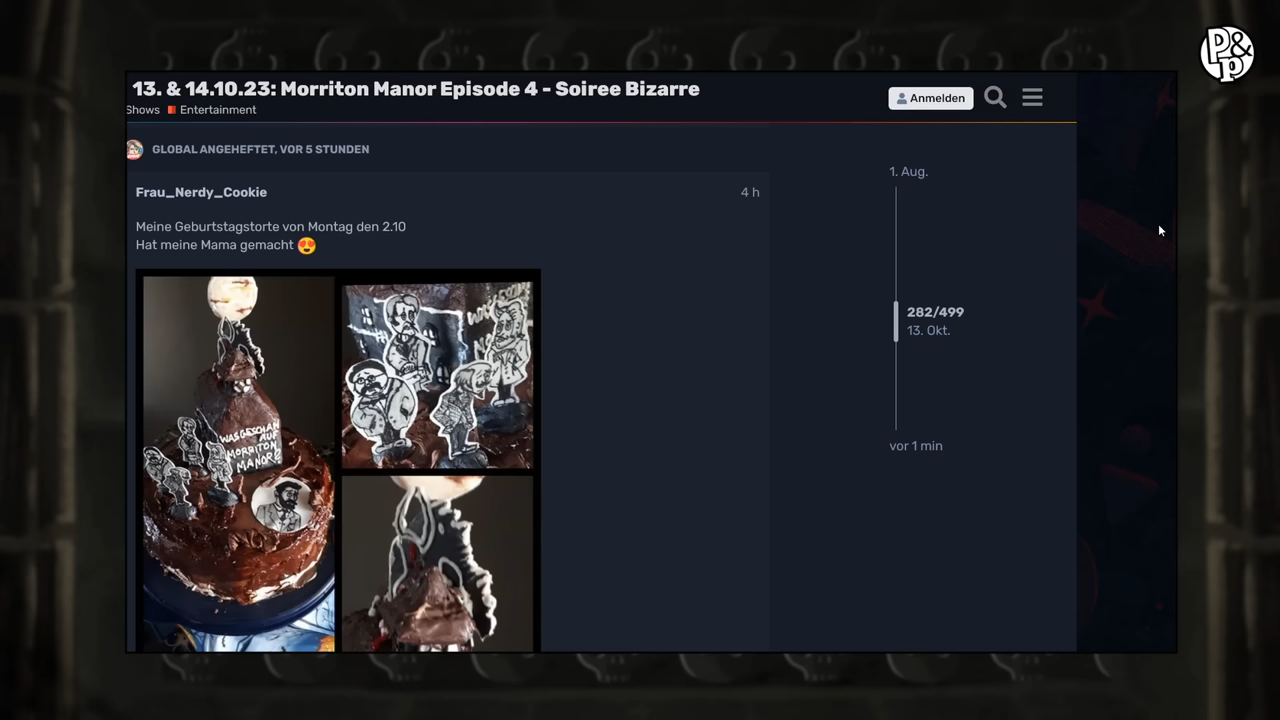 P&P
13. & 14.10.23: Morriton Manor Episode 4 - Soiree Bizarre
Shows Entertainment
Anmelden
GLOBAL ANGEHEFTET, VOR 5 STUNDEN
1. Aug.
Frau_Nerdy_Cookie
4 h
Meine Geburtstagstorte von Montag den 2.10
Hat meine Mama gemacht 😍
282/499
13. Okt.
WAS GESCHAH
AUF
MORRITON
MANOR?
vor 1 min